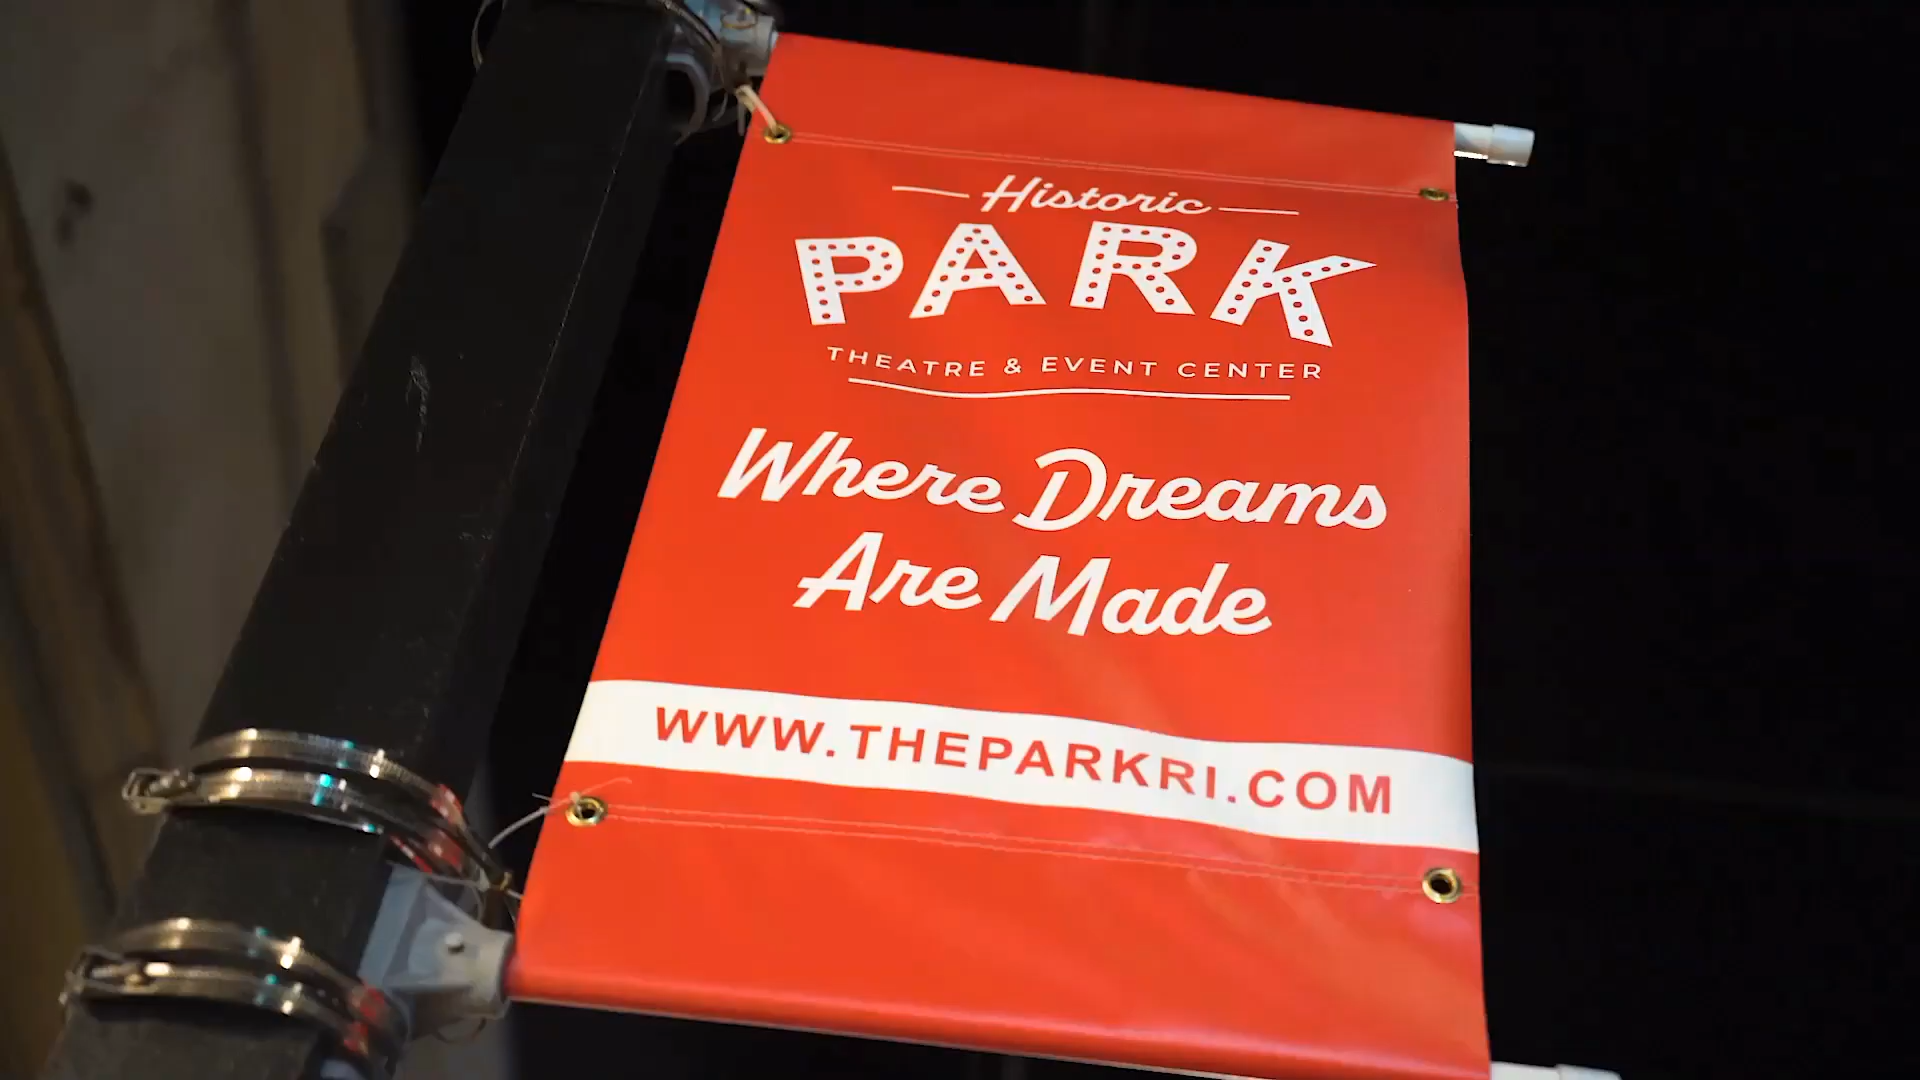 Historic
PARK
THEATRE & EVENT CENTER
Where Dreams
Are Made
WWW.THEPARKRI.COM